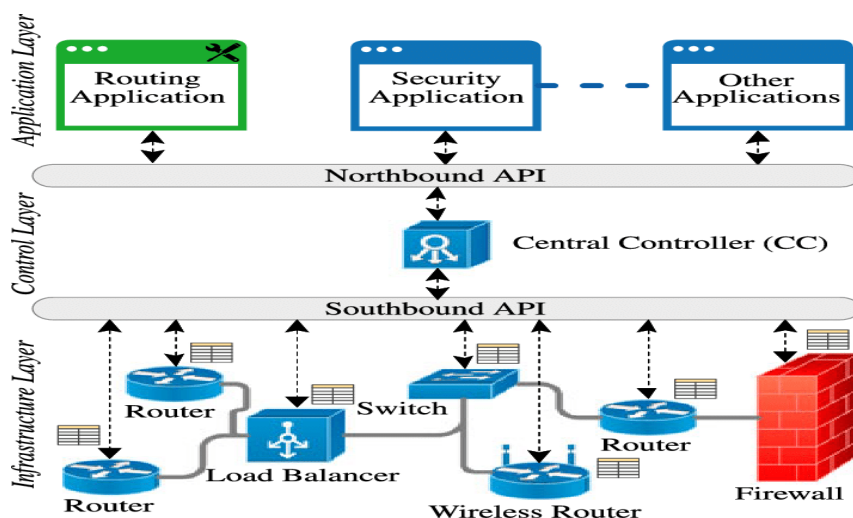 Application Layer
Routing
Application
Security
Application
Other
Applications
Northbound API
Control Layer
Central Controller (CC)
Southbound API
Infrastructure Layer
Router
Switch
Router
Load Balancer
Router
Wireless Router
Firewall